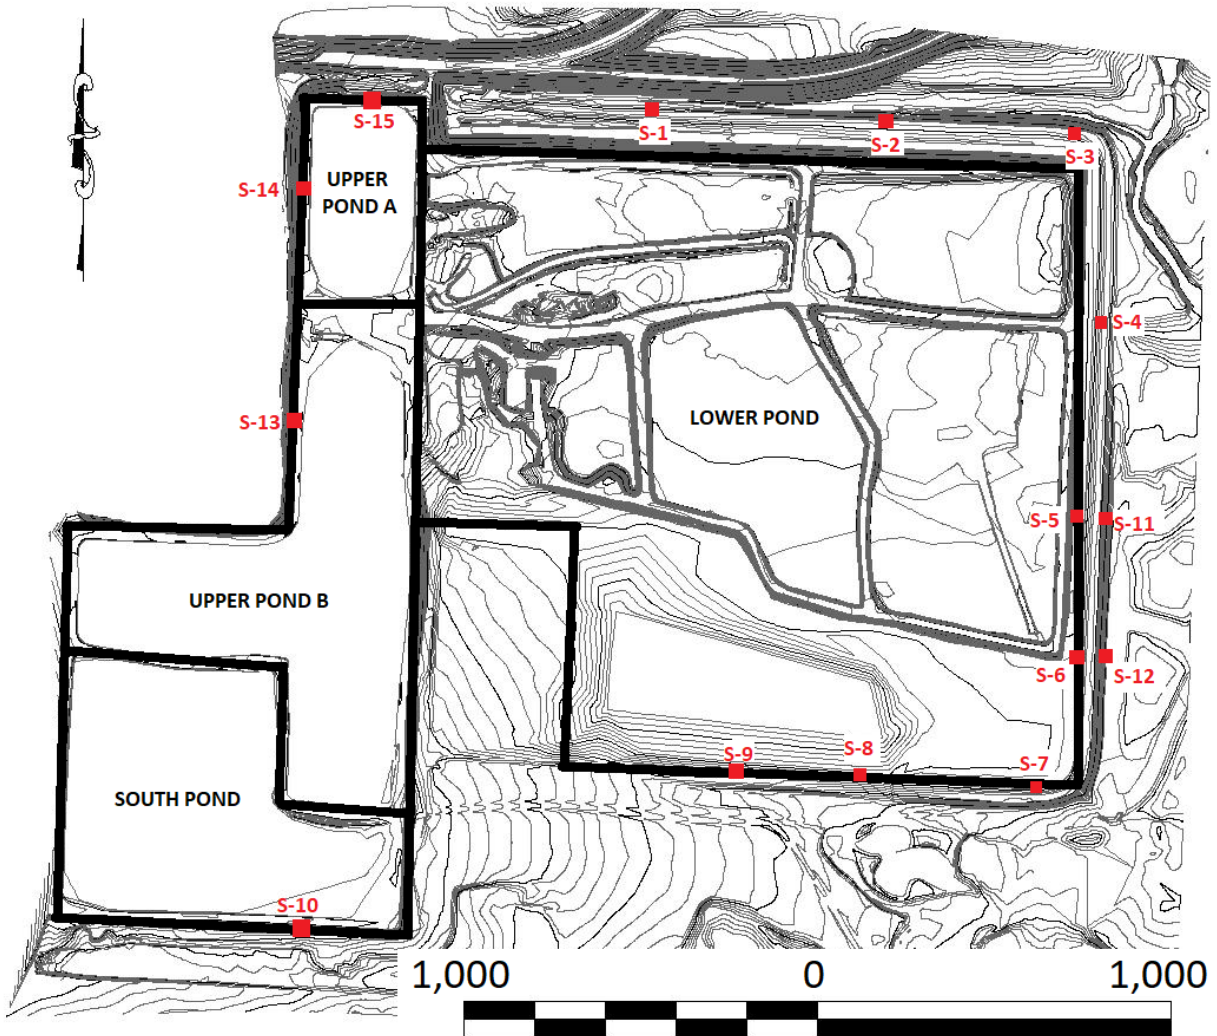 S-15
S-1
S-2
S-3
S-14
UPPER
POND A
S-4
S-13
LOWER POND
S-5
S-11
UPPER POND B
S-6
S-12
S-9
S-8
S-7
SOUTH POND
S-10
1,000 0 1,000